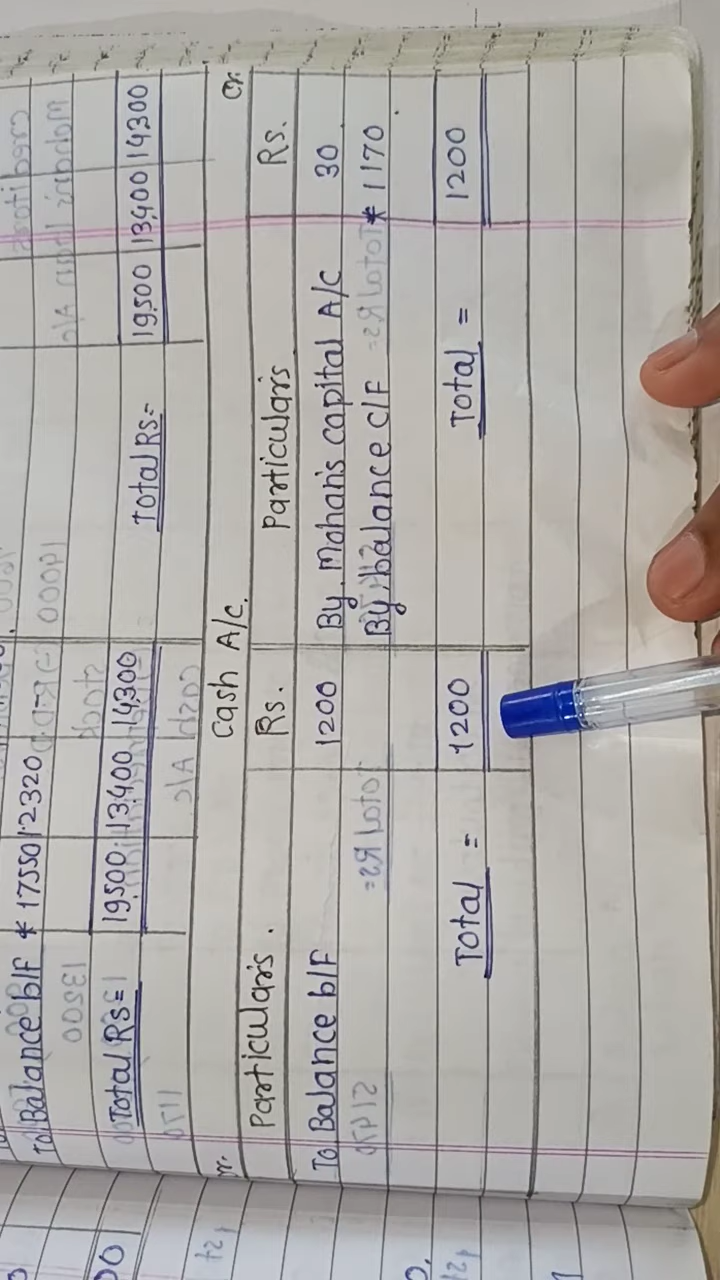 To Balance b/F * 17550 12320
Total Rs = 19500 13400 14300 Total Rs = 19500 13400 14300
Cash A/c.
Dr. Cr.
Particulars. Rs. Particulars Rs.
To Balance b/F 1200 By, Mohan's capital A/C 30
By, balance c/F * 1170
Total = 1200 Total = 1200